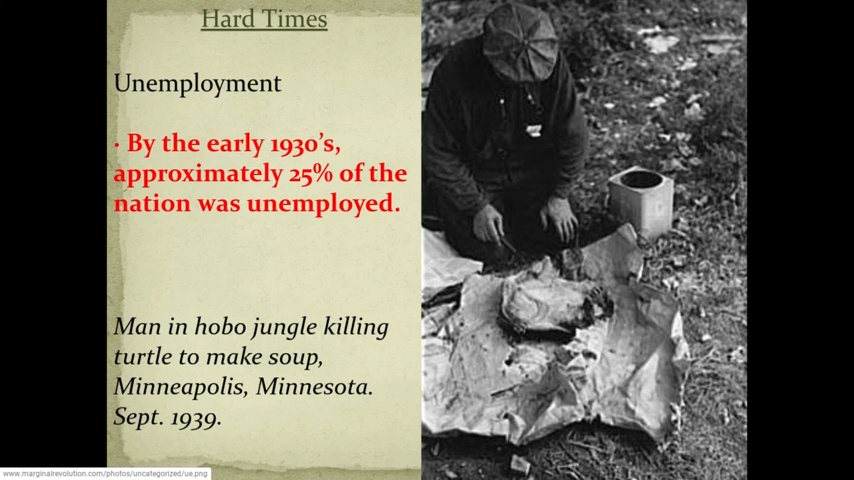 Hard Times
Unemployment
· By the early 1930’s,
approximately 25% of the
nation was unemployed.
Man in hobo jungle killing
turtle to make soup,
Minneapolis, Minnesota.
Sept. 1939.
www.marginalrevolution.com/photos/uncategorized/ue.png